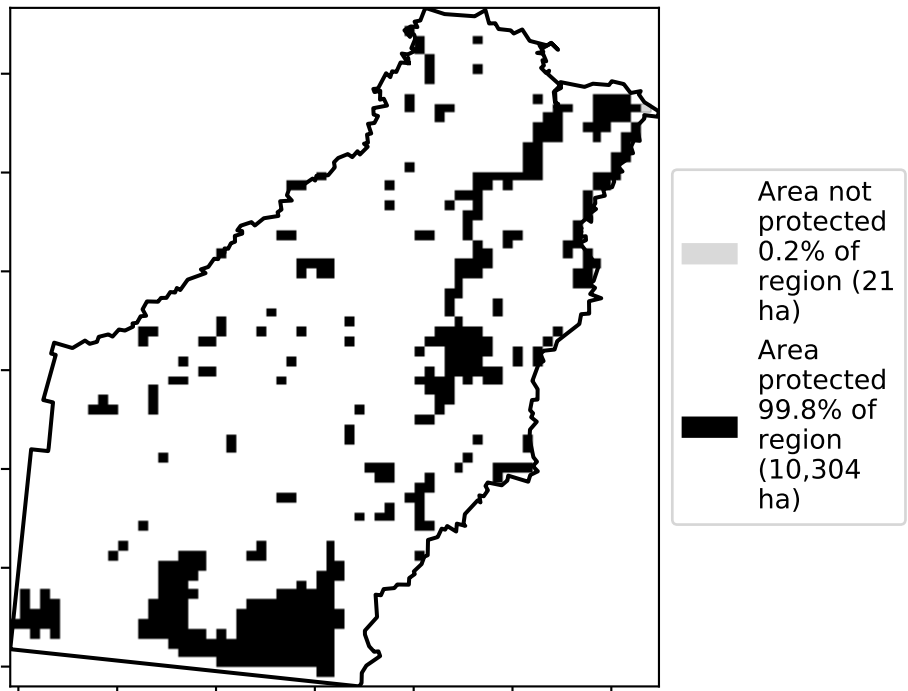 Area not
protected
0.2% of
region (21
ha)
Area
protected
99.8% of
region
(10,304
ha)